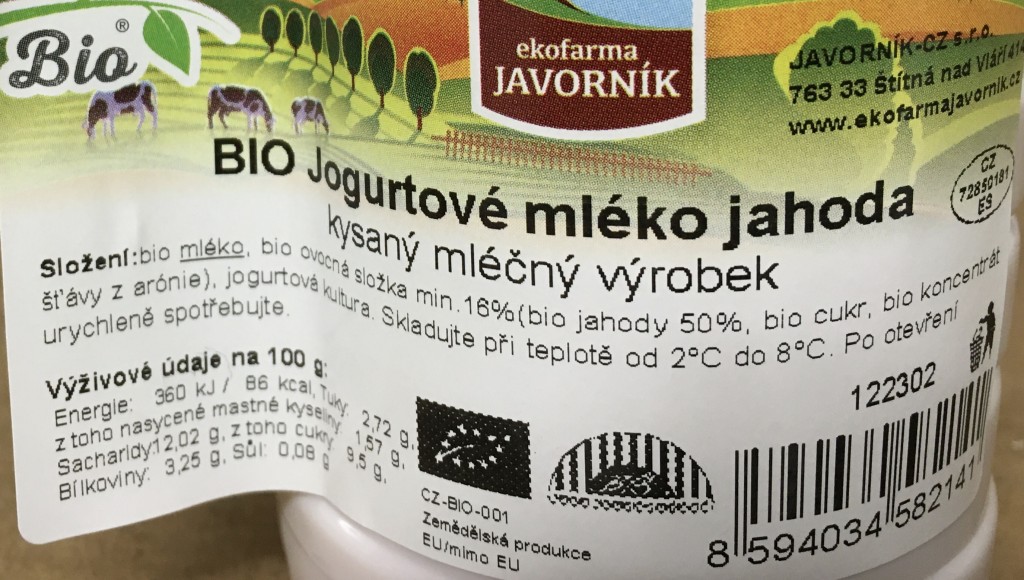 Bio®
ekofarma
JAVORNÍK
JAVORNÍK-CZ s.r.o.
763 33 Štítná nad Vláří 41
www.ekofarmajavornik.cz
CZ
72850181
ES
BIO Jogurtové mléko jahoda
kysaný mléčný výrobek
Složení:bio mléko, bio ovocná složka min.16%(bio jahody 50%, bio cukr, bio koncentrát
šťávy z arónie), jogurtová kultura. Skladujte při teplotě od 2°C do 8°C. Po otevření
urychleně spotřebujte.
Výživové údaje na 100 g:
Energie: 360 kJ / 86 kcal, Tuky: 2,72 g,
z toho nasycené mastné kyseliny: 1,57 g,
Sacharidy:12,02 g, z toho cukry 9,5 g,
Bílkoviny: 3,25 g, Sůl: 0,08 g
122302
CZ-BIO-001
Zemědělská produkce
EU/mimo EU
8 594034 582141